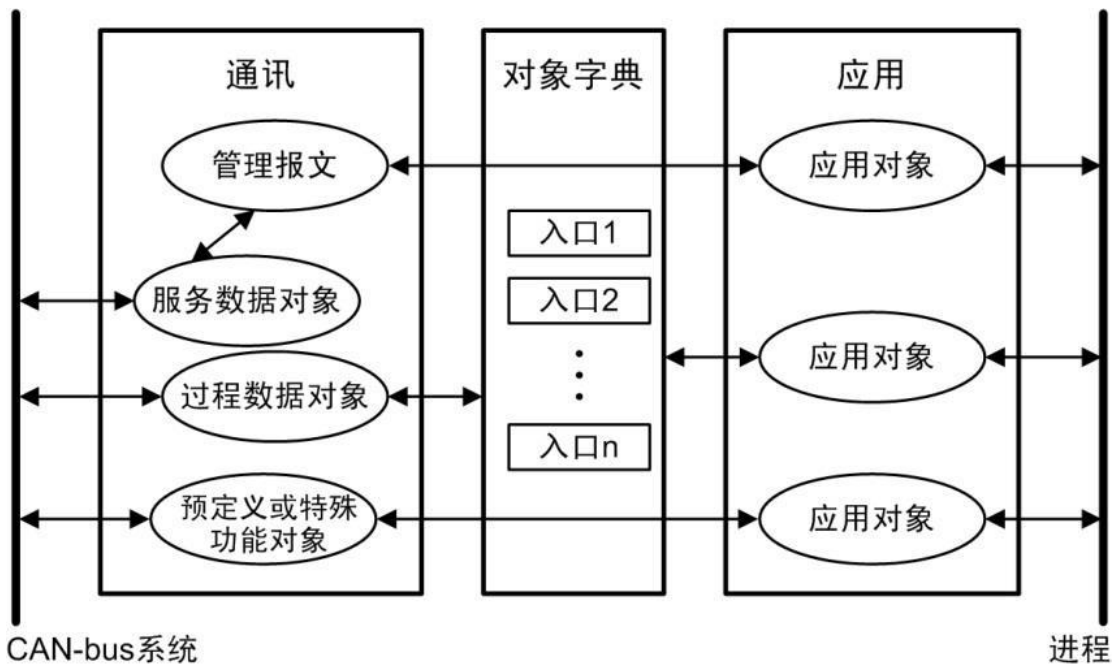 通讯
对象字典
应用
管理报文
应用对象
入口1
服务数据对象
入口2
应用对象
过程数据对象
入口n
预定义或特殊
功能对象
应用对象
CAN-bus系统
进程